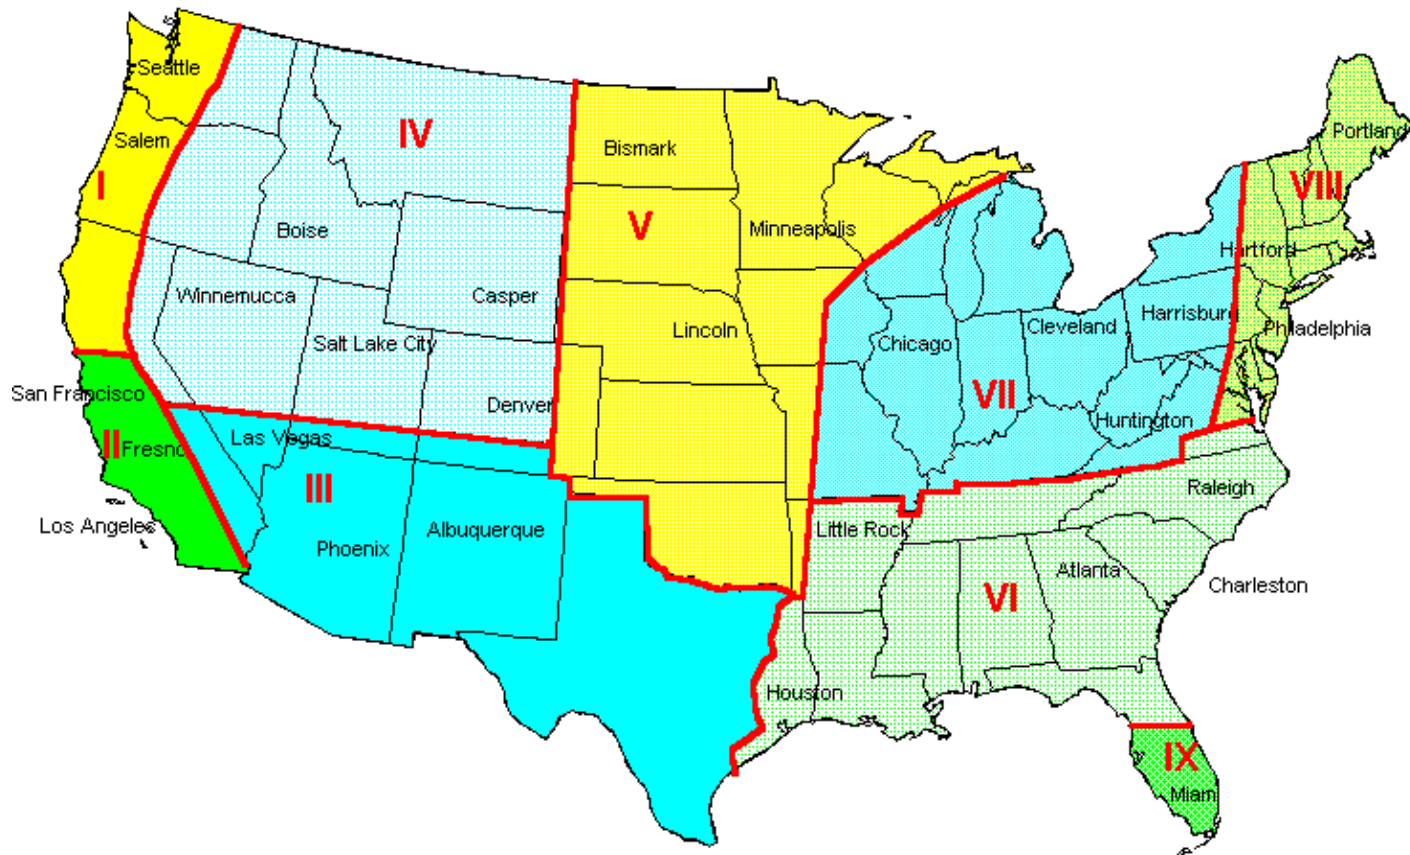 Seattle
Portland
IV
Salem
Bismark
I
VIII
V
Boise
Minneapolis
Hartford
Winnemucca
Casper
Harrisburg
Lincoln
Cleveland
Philadelphia
Salt Lake City
Chicago
San Francisco
VII
Denver
Huntington
Las Vegas
II
Fresno
III
Raleigh
Los Angeles
Albuquerque
Little Rock
Phoenix
Atlanta
Charleston
VI
Houston
IX
Miam